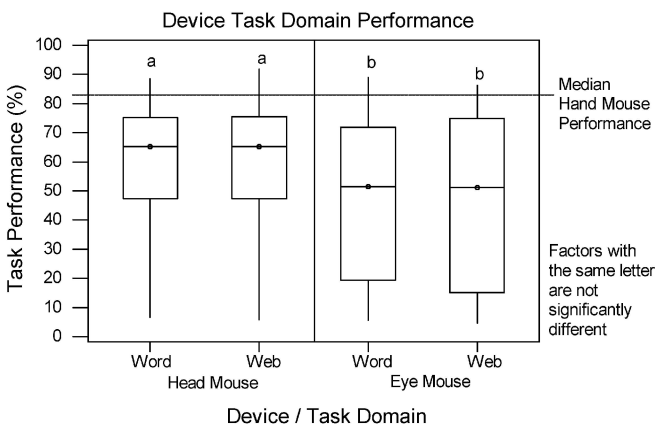 Device Task Domain Performance
100
90
80
70
60
50
40
30
20
10
0
Task Performance (%)
a
a
b
b
Median
Hand Mouse
Performance
Factors with
the same letter
are not
significantly
different
Word
Web
Word
Web
Head Mouse
Eye Mouse
Device / Task Domain